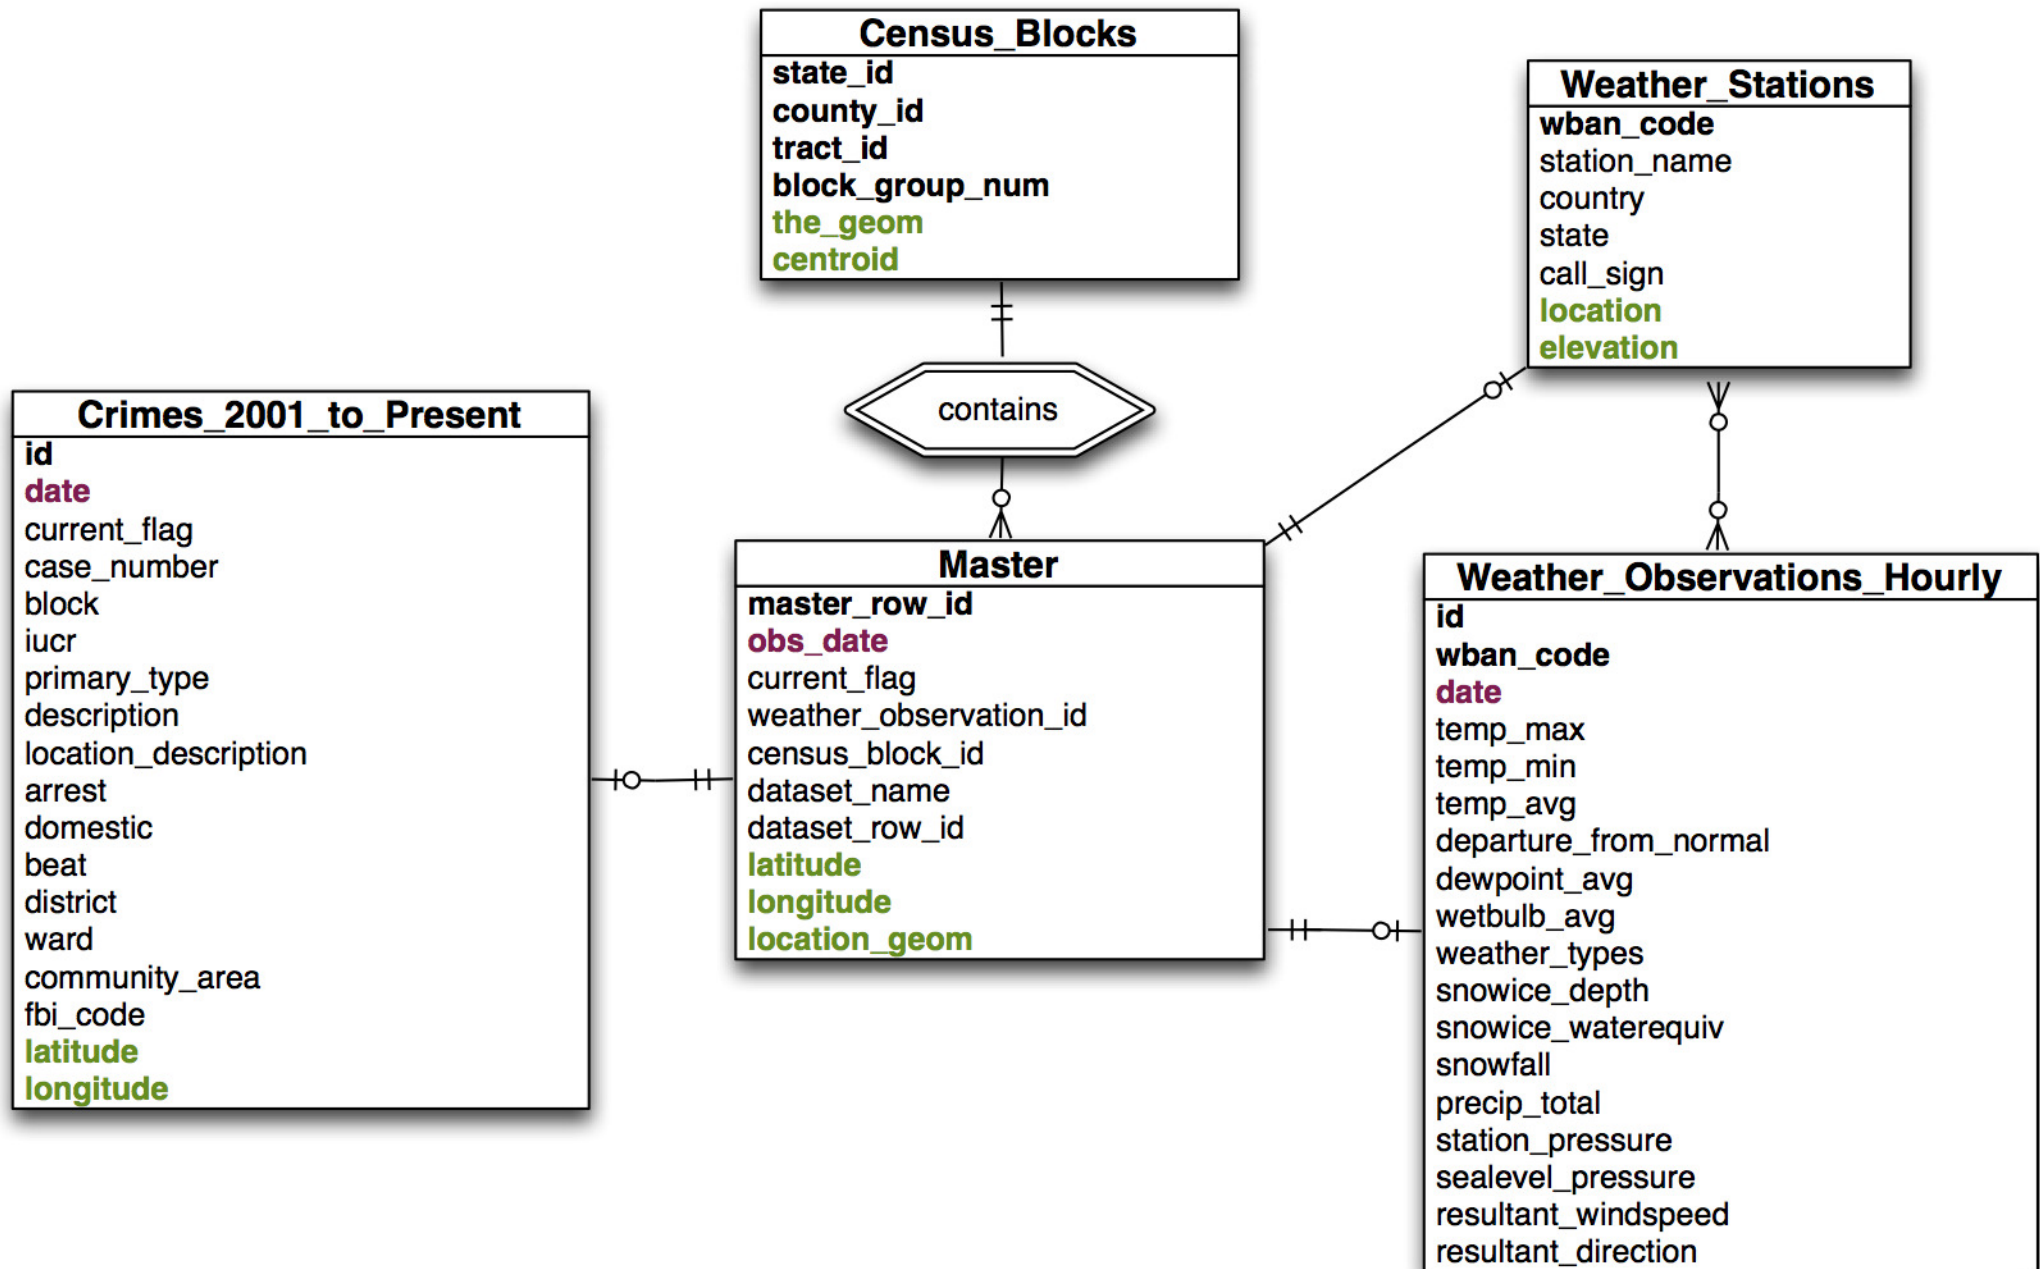 Census_Blocks
state_id
county_id
tract_id
block_group_num
the_geom
centroid
Weather_Stations
wban_code
station_name
country
state
call_sign
location
elevation
contains
Crimes_2001_to_Present
id
date
current_flag
case_number
block
iucr
primary_type
description
location_description
arrest
domestic
beat
district
ward
community_area
fbi_code
latitude
longitude
Master
master_row_id
obs_date
current_flag
weather_observation_id
census_block_id
dataset_name
dataset_row_id
latitude
longitude
location_geom
Weather_Observations_Hourly
id
wban_code
date
temp_max
temp_min
temp_avg
departure_from_normal
dewpoint_avg
wetbulb_avg
weather_types
snowice_depth
snowice_waterequiv
snowfall
precip_total
station_pressure
sealevel_pressure
resultant_windspeed
resultant_direction